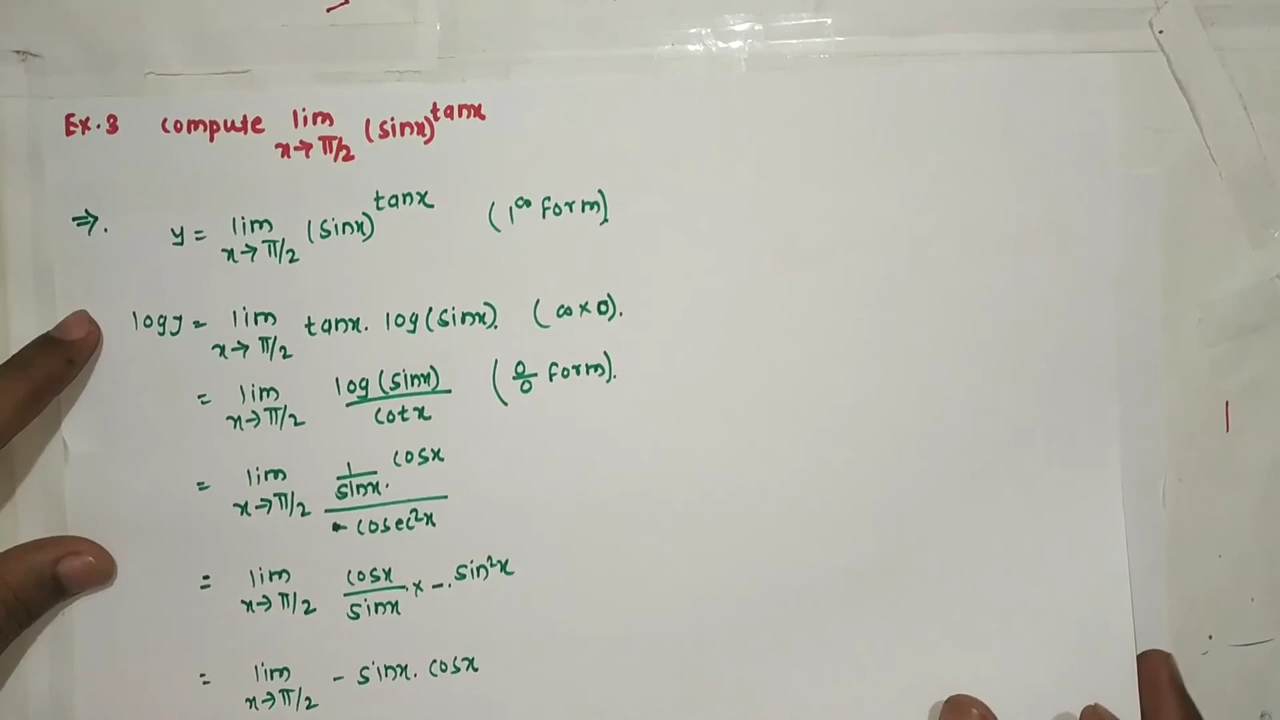 Ex.3 compute lim x→π/2 (sinx)^tanx
⇒. y = lim x→π/2 (sinx)^tanx (1^∞ form).
logy = lim x→π/2 tanx. log(sinx). (∞×0).
= lim x→π/2 log(sinx)/cotx (0/0 form).
= lim x→π/2 (1/sinx. cosx)/(-cosec²x)
= lim x→π/2 cosx/sinx × -. sin²x
= lim x→π/2 - sinx. cosx